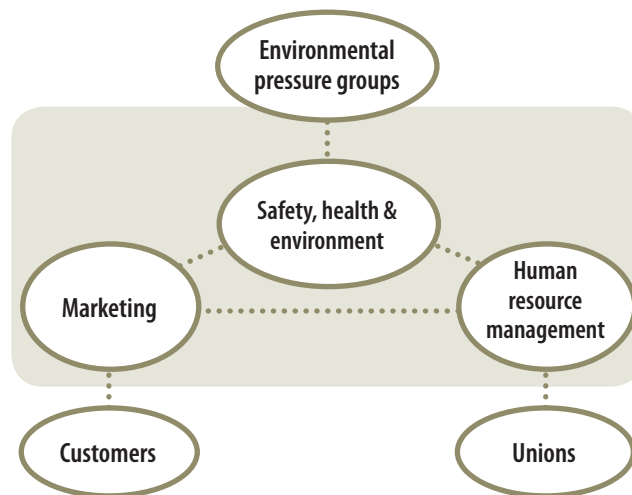 Environmental
pressure groups
Safety, health &
environment
Marketing
Human
resource
management
Customers
Unions